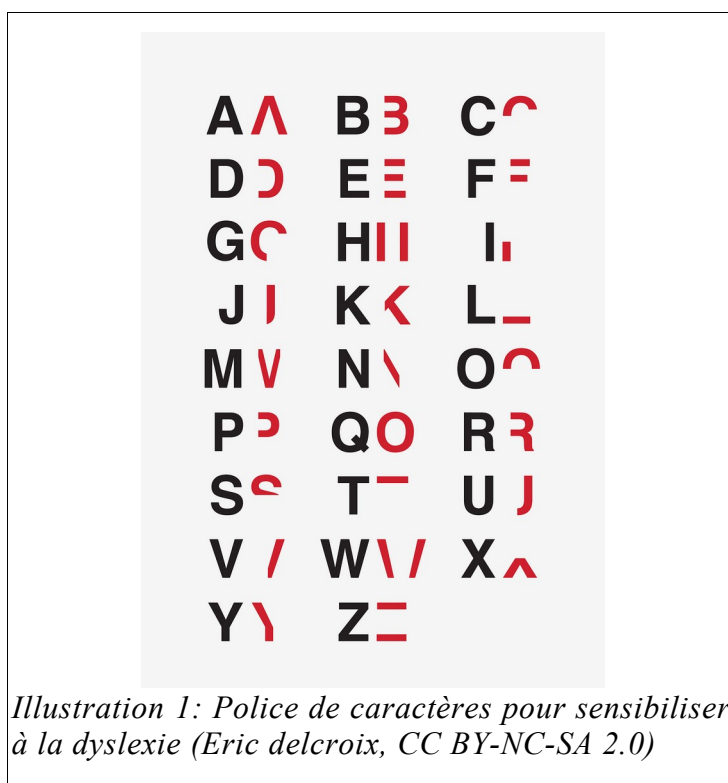 A A B B C C
D D E E F F
G G H H I I
J J K K L L
M M N N O O
P P Q Q R R
S S T T U U
V V W W X X
Y Y Z Z
Illustration 1: Police de caractères pour sensibiliser
à la dyslexie (Eric delcroix, CC BY-NC-SA 2.0)